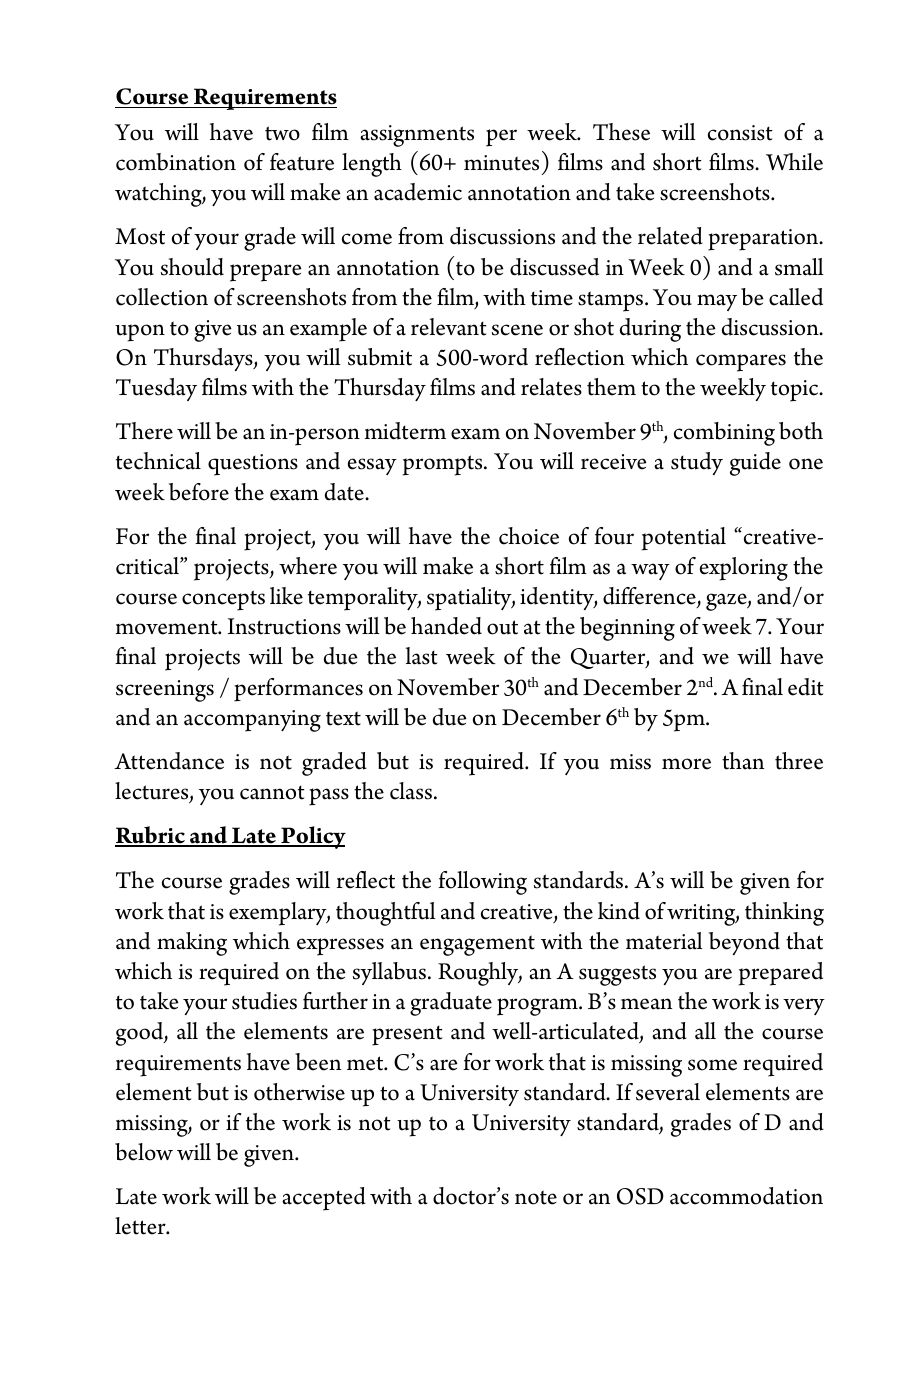 Course Requirements
You will have two film assignments per week. These will consist of a
combination of feature length (60+ minutes) films and short films. While
watching, you will make an academic annotation and take screenshots.
Most of your grade will come from discussions and the related preparation.
You should prepare an annotation (to be discussed in Week 0) and a small
collection of screenshots from the film, with time stamps. You may be called
upon to give us an example of a relevant scene or shot during the discussion.
On Thursdays, you will submit a 500-word reflection which compares the
Tuesday films with the Thursday films and relates them to the weekly topic.
There will be an in-person midterm exam on November 9th, combining both
technical questions and essay prompts. You will receive a study guide one
week before the exam date.
For the final project, you will have the choice of four potential “creative-
critical” projects, where you will make a short film as a way of exploring the
course concepts like temporality, spatiality, identity, difference, gaze, and/or
movement. Instructions will be handed out at the beginning of week 7. Your
final projects will be due the last week of the Quarter, and we will have
screenings / performances on November 30th and December 2nd. A final edit
and an accompanying text will be due on December 6th by 5pm.
Attendance is not graded but is required. If you miss more than three
lectures, you cannot pass the class.
Rubric and Late Policy
The course grades will reflect the following standards. A’s will be given for
work that is exemplary, thoughtful and creative, the kind of writing, thinking
and making which expresses an engagement with the material beyond that
which is required on the syllabus. Roughly, an A suggests you are prepared
to take your studies further in a graduate program. B’s mean the work is very
good, all the elements are present and well-articulated, and all the course
requirements have been met. C’s are for work that is missing some required
element but is otherwise up to a University standard. If several elements are
missing, or if the work is not up to a University standard, grades of D and
below will be given.
Late work will be accepted with a doctor’s note or an OSD accommodation
letter.